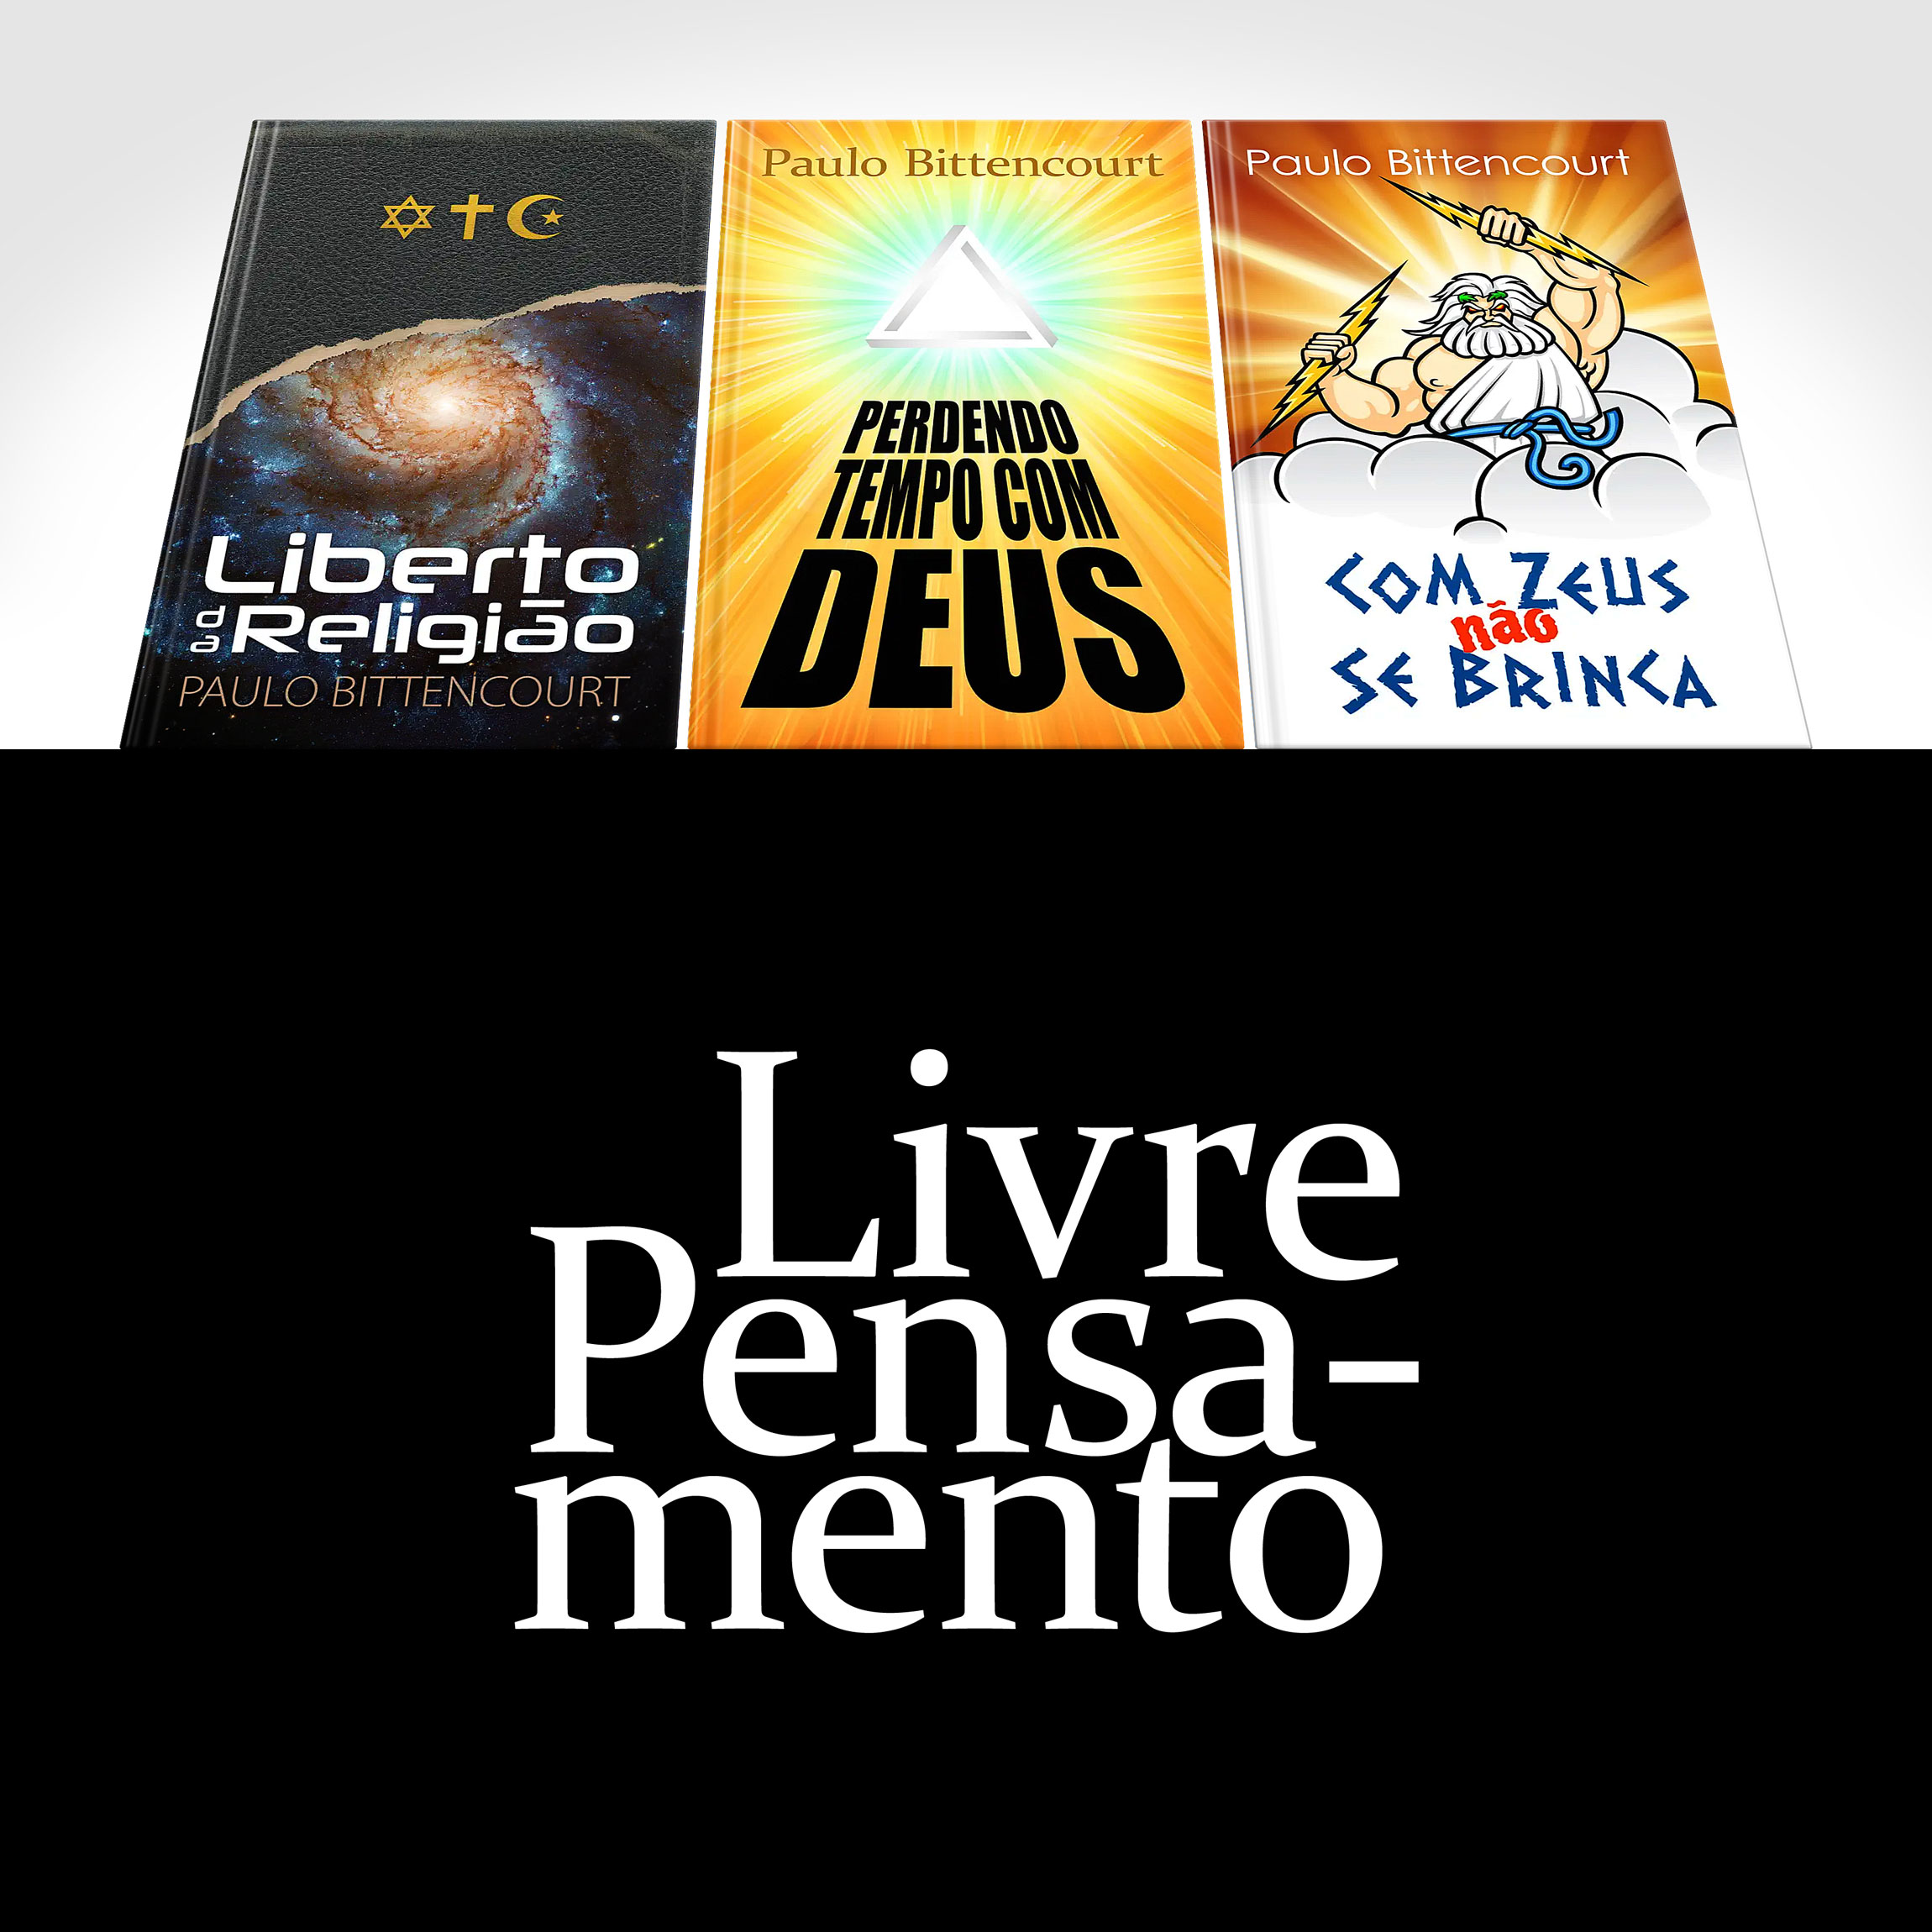 Liberto
da Religião
PAULO BITTENCOURT
Paulo Bittencourt
PERDENDO
TEMPO COM
DEUS
Paulo Bittencourt
COM ZEUS
não
SE BRINCA
Livre
Pensa-
mento